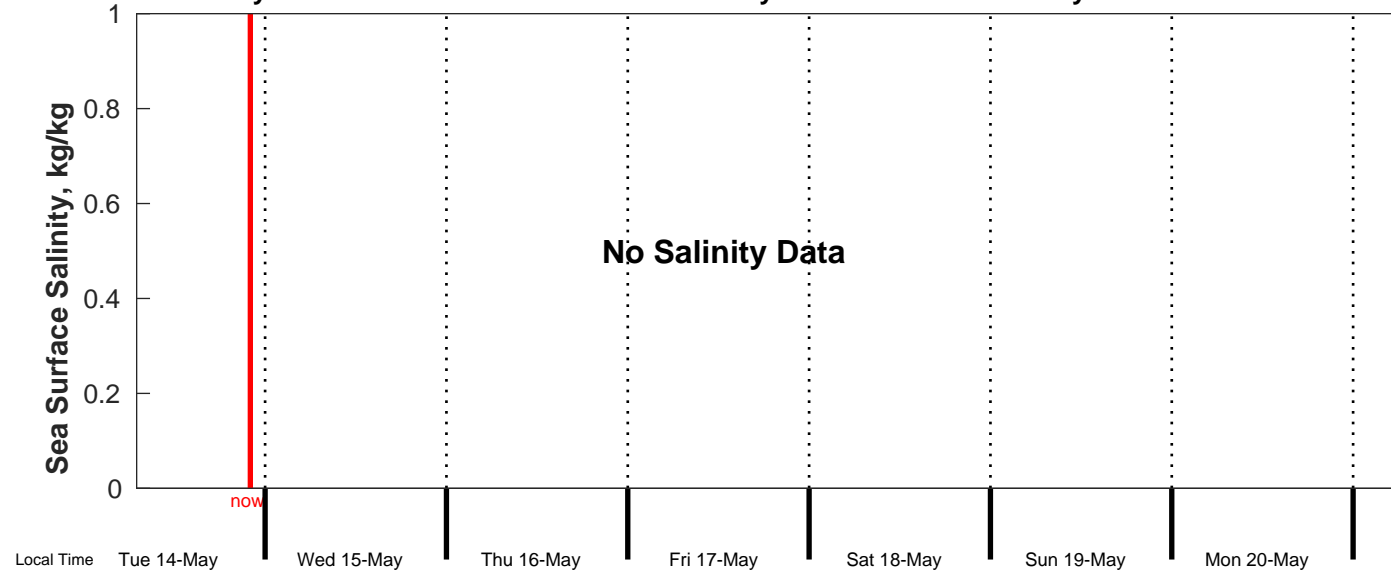 1
0.8
0.6
0.4
0.2
0
Sea Surface Salinity, kg/kg
No Salinity Data
now
Local Time Tue 14-May Wed 15-May Thu 16-May Fri 17-May Sat 18-May Sun 19-May Mon 20-May